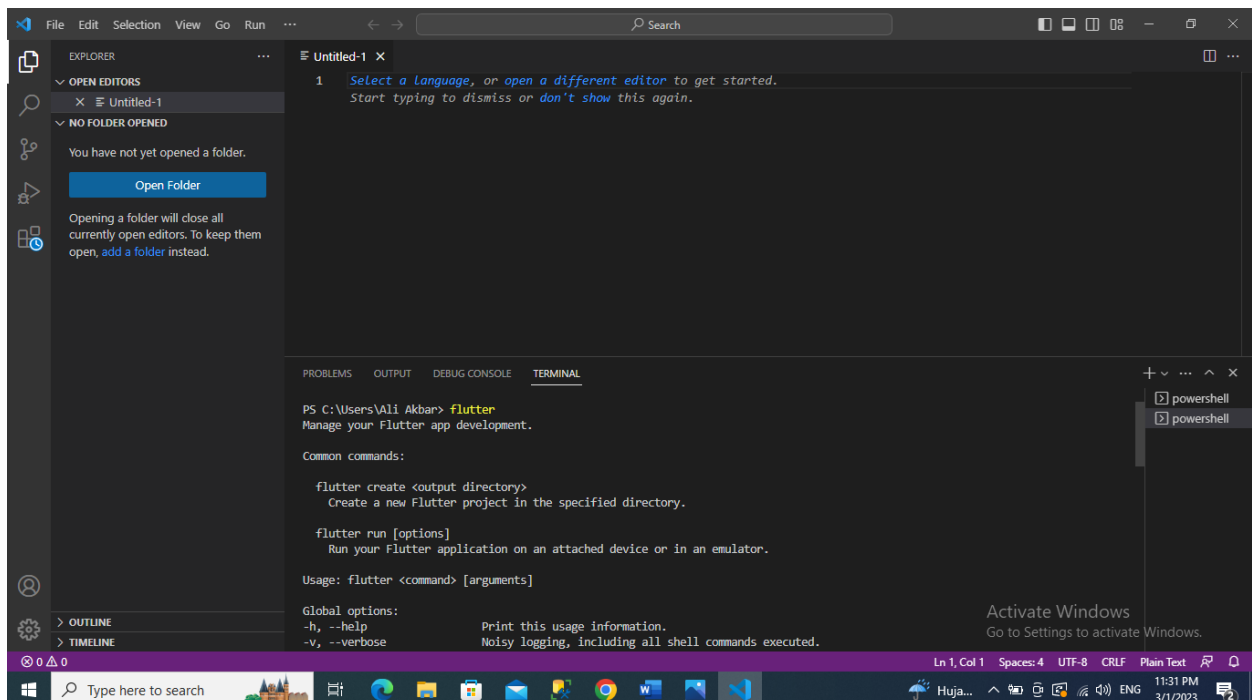 File Edit Selection View Go Run ··· Search
EXPLORER ···
OPEN EDITORS
Untitled-1
NO FOLDER OPENED
You have not yet opened a folder.
Open Folder
Opening a folder will close all
currently open editors. To keep them
open, add a folder instead.
OUTLINE
TIMELINE
Untitled-1
1 Select a language, or open a different editor to get started.
Start typing to dismiss or don't show this again.
PROBLEMS OUTPUT DEBUG CONSOLE TERMINAL
powershell
powershell
PS C:\Users\Ali Akbar> flutter
Manage your Flutter app development.
Common commands:
flutter create <output directory>
Create a new Flutter project in the specified directory.
flutter run [options]
Run your Flutter application on an attached device or in an emulator.
Usage: flutter <command> [arguments]
Global options:
-h, --help Print this usage information.
-v, --verbose Noisy logging, including all shell commands executed.
Activate Windows
Go to Settings to activate Windows.
0 0 Ln 1, Col 1 Spaces: 4 UTF-8 CRLF Plain Text
Type here to search Huja... ENG
11:31 PM
3/1/2023
2